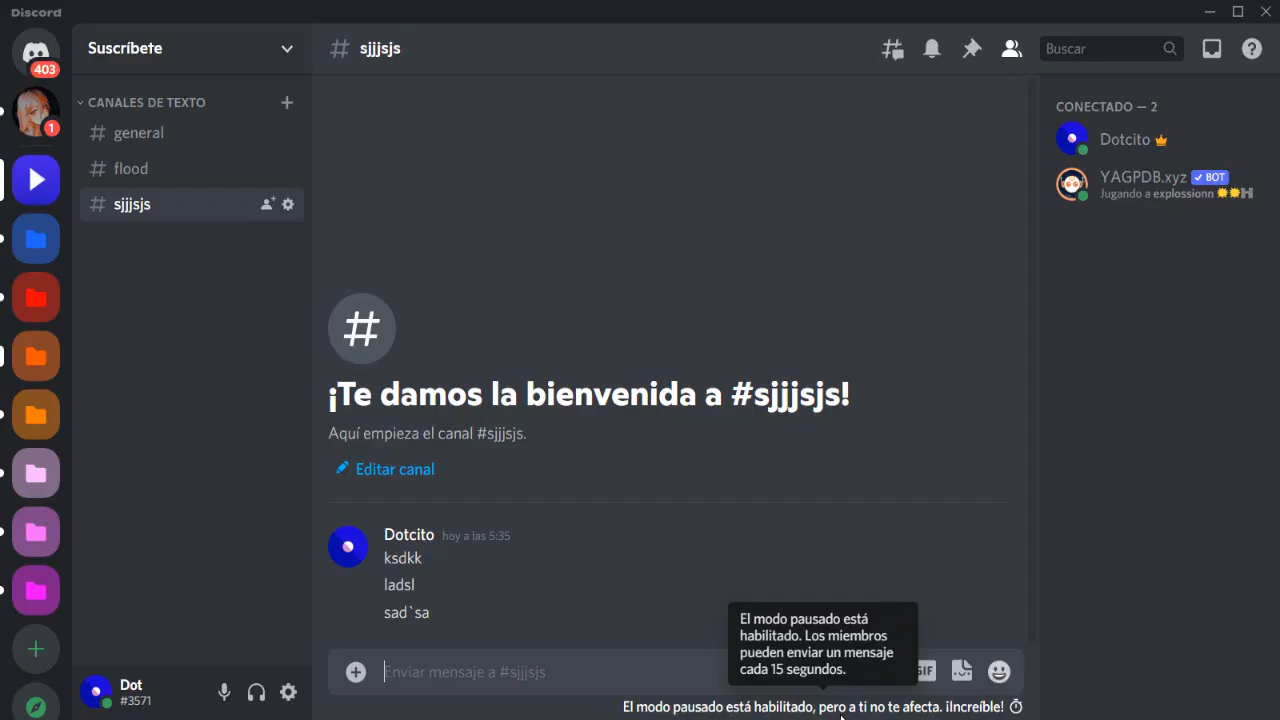 Discord
403
1
Suscríbete
CANALES DE TEXTO
general
flood
sjjjsjs
Dot
#3571
sjjjsjs
Buscar
¡Te damos la bienvenida a #sjjjsjs!
Aquí empieza el canal #sjjjsjs.
Editar canal
Dotcito hoy a las 5:35
ksdkk
ladsl
sad`sa
El modo pausado está
habilitado. Los miembros
pueden enviar un mensaje
cada 15 segundos.
Enviar mensaje a #sjjjsjs
GIF
El modo pausado está habilitado, pero a ti no te afecta. ¡Increíble!
CONECTADO — 2
Dotcito
YAGPDB.xyz BOT
Jugando a explossionn